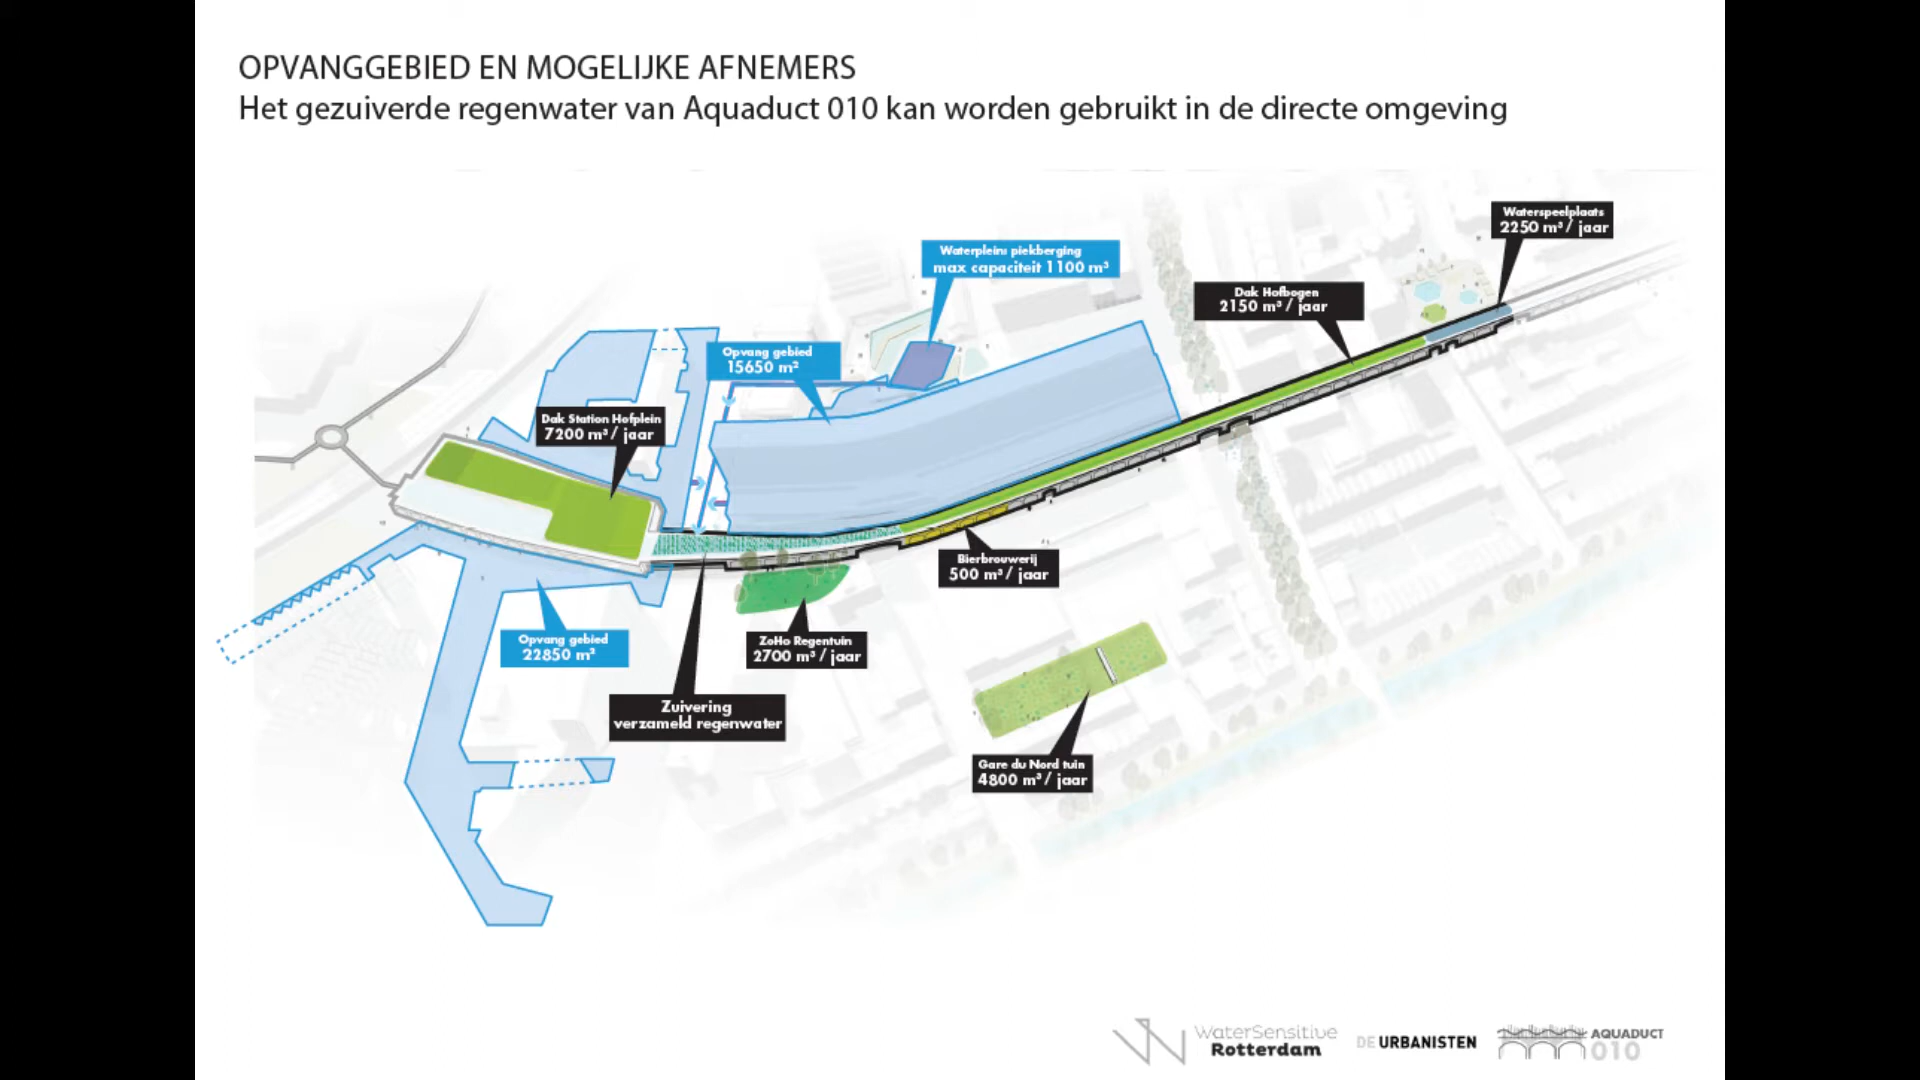 OPVANGGEBIED EN MOGELIJKE AFNEMERS
Het gezuiverde regenwater van Aquaduct 010 kan worden gebruikt in de directe omgeving
Waterspeelplaats
2250 m³ / jaar
Waterpleins piekberging
max capaciteit 1100 m³
Dak Hofbogen
2150 m³ / jaar
Opvang gebied
15650 m²
Dak Station Hofplein
7200 m³ / jaar
Bierbrouwerij
500 m³ / jaar
Opvang gebied
22850 m²
ZoHo Regentuin
2700 m³ / jaar
Zuivering
verzameld regenwater
Gare du Nord tuin
4800 m³ / jaar
WaterSensitive
Rotterdam
DE URBANISTEN
AQUADUCT
010